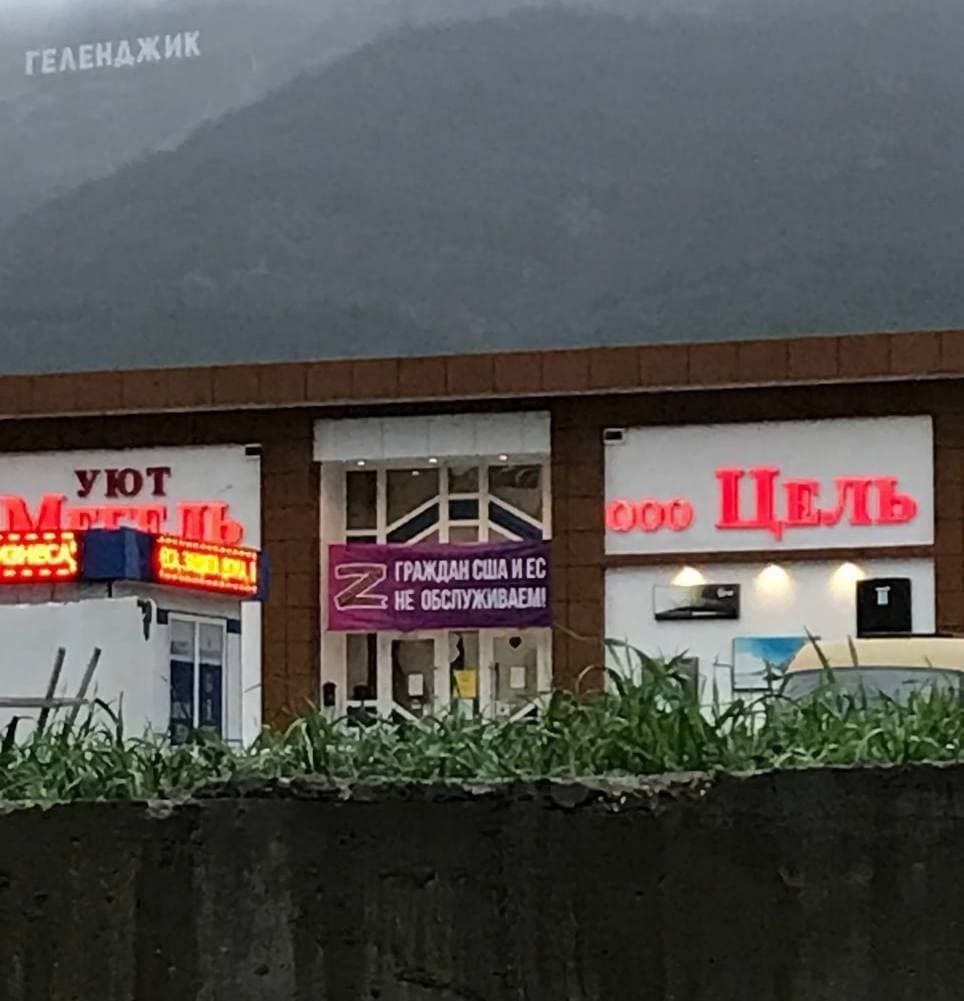 ГЕЛЕНДЖИК
УЮТ
ООО ЦЕЛЬ
Z ГРАЖДАН США И ЕС
НЕ ОБСЛУЖИВАЕМ!